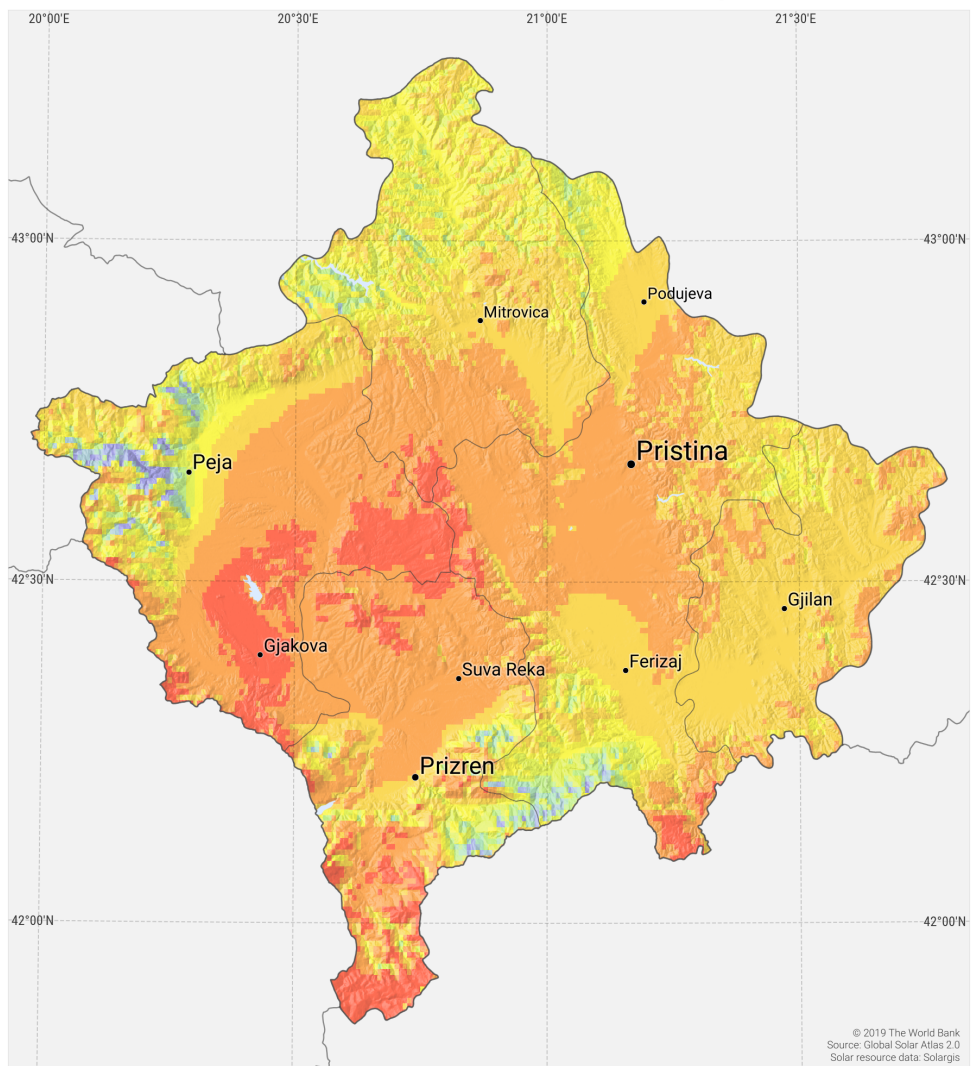 20°00'E
20°30'E
21°00'E
21°30'E
43°00'N
43°00'N
Podujeva
Mitrovica
Pristina
Peja
42°30'N
42°30'N
Gjilan
Gjakova
Ferizaj
Suva Reka
Prizren
42°00'N
42°00'N
© 2019 The World Bank
Source: Global Solar Atlas 2.0
Solar resource data: Solargis